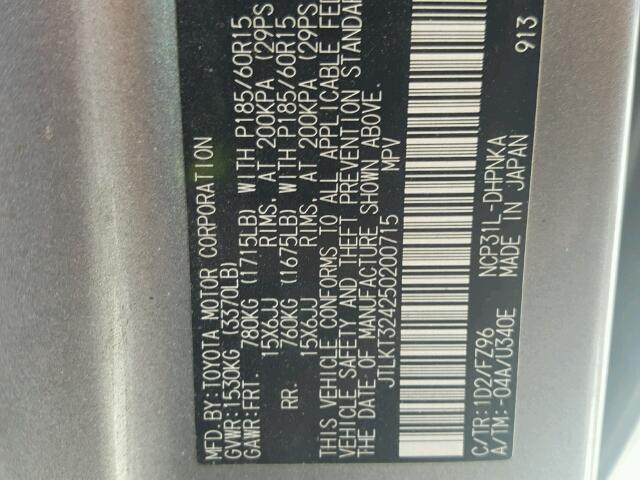 MFD. BY:TOYOTA MOTOR CORPORATION
GVWR:1530KG (3370LB)
GAWR:FRT. 780KG (1715LB) WITH P185/60R15
15X6JJ RIMS, AT 200KPA (29PS
RR. 760KG (1675LB) WITH P185/60R15
15X6JJ RIMS, AT 200KPA (29PS
THIS VEHICLE CONFORMS TO ALL APPLICABLE FED
VEHICLE SAFETY AND THEFT PREVENTION STANDAR
THE DATE OF MANUFACTURE SHOWN ABOVE.
JTLKT324250200715 MPV
C/TR:1D2/FZ96 NCP31L-DHPNKA
A/TM:-04A/U340E MADE IN JAPAN 913